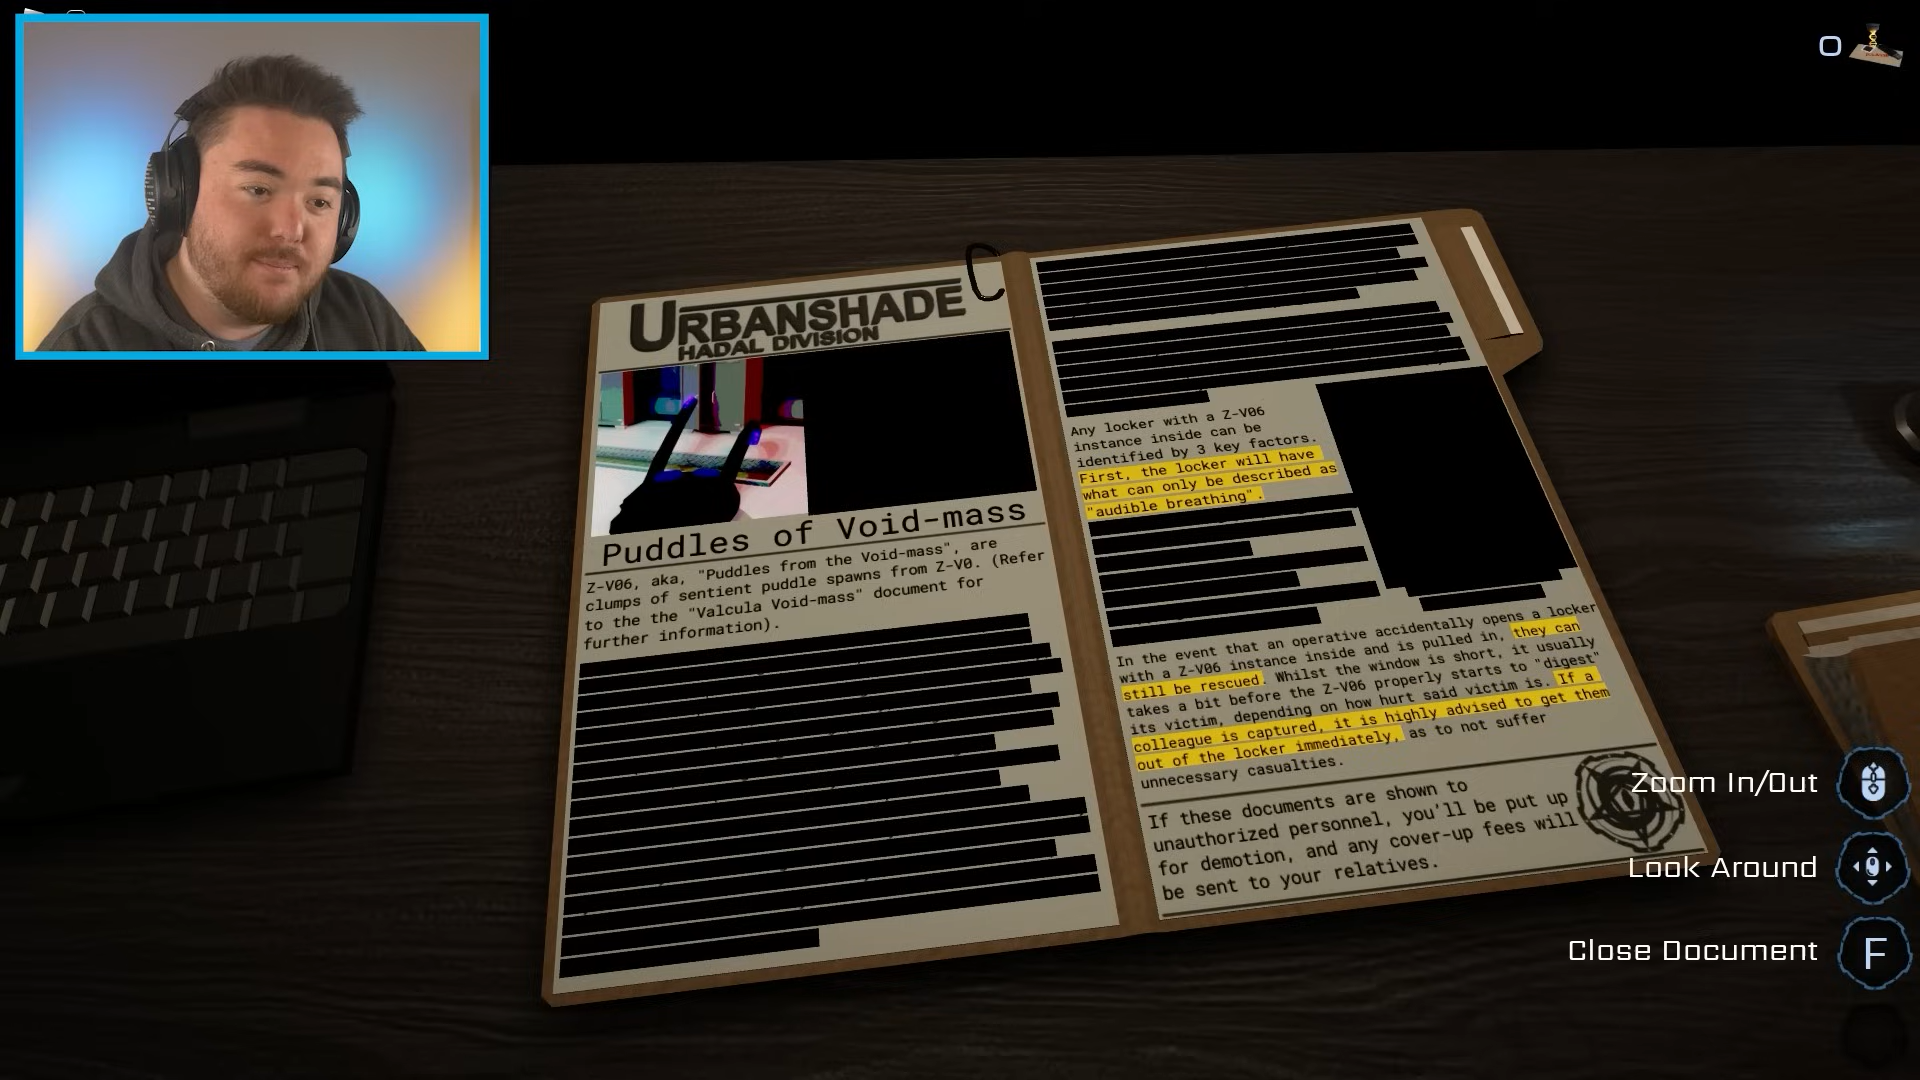 O
URBANSHADE
HADAL DIVISION
Puddles of Void-mass
Z-V06, aka, "Puddles from the Void-mass", are
clumps of sentient puddle spawns from Z-V0. (Refer
to the the "Valcula Void-mass" document for
further information).
Any locker with a Z-V06
instance inside can be
identified by 3 key factors.
First, the locker will have
what can only be described as
"audible breathing".
In the event that an operative accidentally opens a locker
with a Z-V06 instance inside and is pulled in, they can
still be rescued. Whilst the window is short, it usually
takes a bit before the Z-V06 properly starts to "digest"
its victim, depending on how hurt said victim is. If a
colleague is captured, it is highly advised to get them
out of the locker immediately, as to not suffer
unnecessary casualties.
If these documents are shown to
unauthorized personnel, you'll be put up
for demotion, and any cover-up fees will
be sent to your relatives.
Zoom In/Out
Look Around
Close Document F